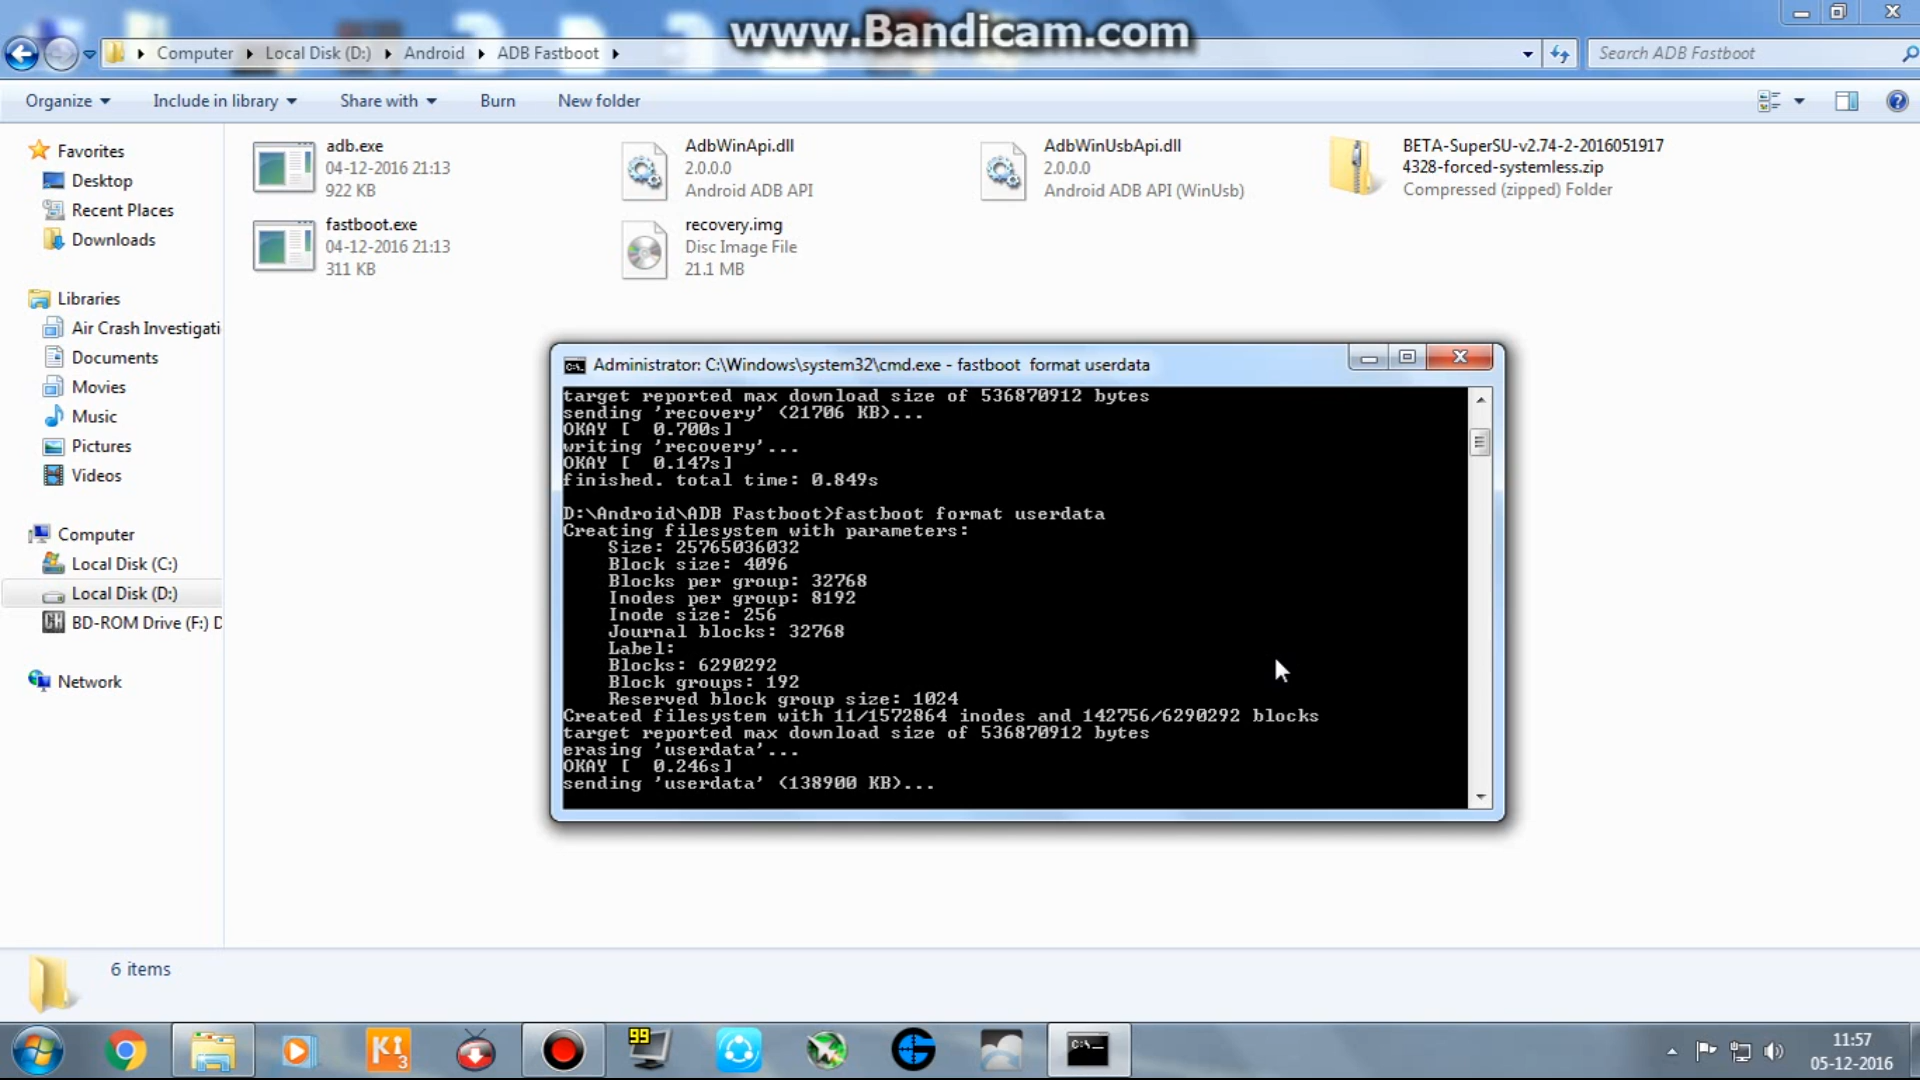 www.Bandicam.com
Computer
Local Disk (D:)
Android
ADB Fastboot
Search ADB Fastboot
Organize
Include in library
Share with
Burn
New folder
Favorites
Desktop
Recent Places
Downloads
Libraries
Air Crash Investigati
Documents
Movies
Music
Pictures
Videos
Computer
Local Disk (C:)
Local Disk (D:)
BD-ROM Drive (F:) D
Network
adb.exe
04-12-2016 21:13
922 KB
AdbWinApi.dll
2.0.0.0
Android ADB API
AdbWinUsbApi.dll
2.0.0.0
Android ADB API (WinUsb)
BETA-SuperSU-v2.74-2-2016051917
4328-forced-systemless.zip
Compressed (zipped) Folder
fastboot.exe
04-12-2016 21:13
311 KB
recovery.img
Disc Image File
21.1 MB
Administrator: C:\Windows\system32\cmd.exe - fastboot  format userdata
target reported max download size of 536870912 bytes
sending 'recovery' (21706 KB)...
OKAY [  0.700s]
writing 'recovery'...
OKAY [  0.147s]
finished. total time: 0.849s
D:\Android\ADB Fastboot>fastboot format userdata
Creating filesystem with parameters:
    Size: 25765036032
    Block size: 4096
    Blocks per group: 32768
    Inodes per group: 8192
    Inode size: 256
    Journal blocks: 32768
    Label:
    Blocks: 6290292
    Block groups: 192
    Reserved block group size: 1024
Created filesystem with 11/1572864 inodes and 142756/6290292 blocks
target reported max download size of 536870912 bytes
erasing 'userdata'...
OKAY [  0.246s]
sending 'userdata' (138900 KB)...
6 items
K1
3
99
C:\_
11:57
05-12-2016